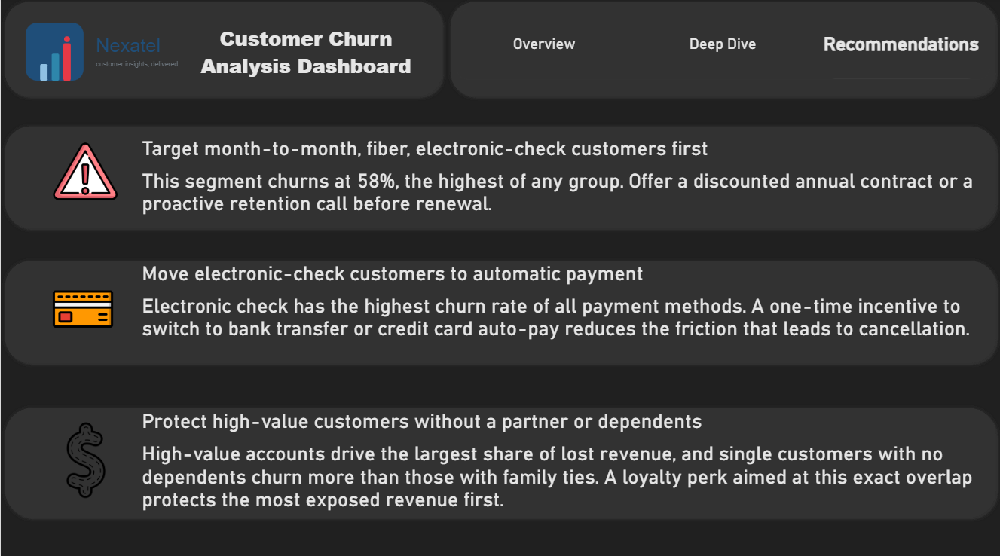 Nexatel
customer insights, delivered
Customer Churn
Analysis Dashboard
Overview
Deep Dive
Recommendations
Target month-to-month, fiber, electronic-check customers first
This segment churns at 58%, the highest of any group. Offer a discounted annual contract or a
proactive retention call before renewal.
Move electronic-check customers to automatic payment
Electronic check has the highest churn rate of all payment methods. A one-time incentive to
switch to bank transfer or credit card auto-pay reduces the friction that leads to cancellation.
Protect high-value customers without a partner or dependents
High-value accounts drive the largest share of lost revenue, and single customers with no
dependents churn more than those with family ties. A loyalty perk aimed at this exact overlap
protects the most exposed revenue first.